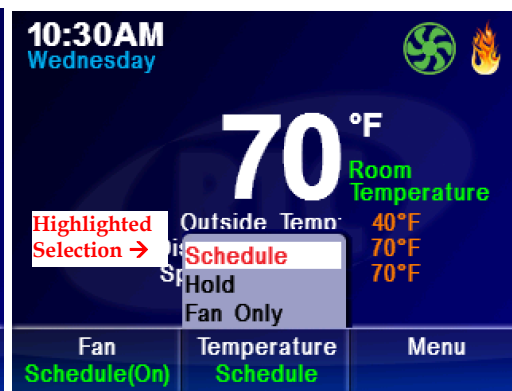 10:30AM
Wednesday
70 °F
Room
Temperature
Highlighted
Selection →
Outside Temp: 40°F
70°F
70°F
Schedule
Hold
Fan Only
Fan
Schedule(On)
Temperature
Schedule
Menu